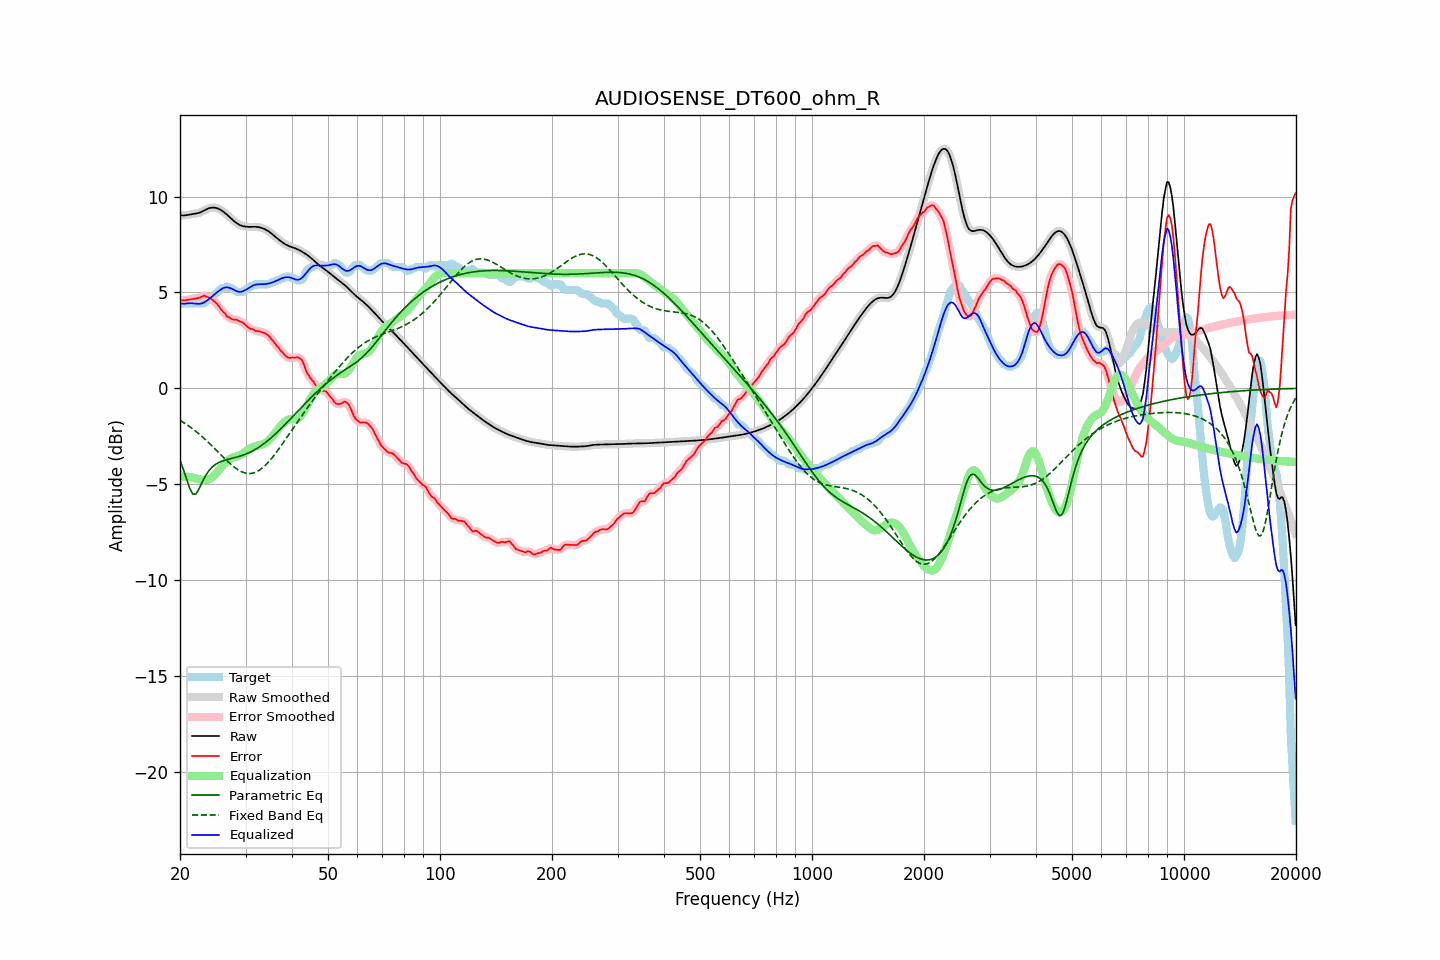 AUDIOSENSE_DT600_ohm_R
Amplitude (dBr)
10
5
0
−5
−10
−15
−20
Target
Raw Smoothed
Error Smoothed
Raw
Error
Equalization
Parametric Eq
Fixed Band Eq
Equalized
20 50 100 200 500 1000 2000 5000 10000 20000
Frequency (Hz)